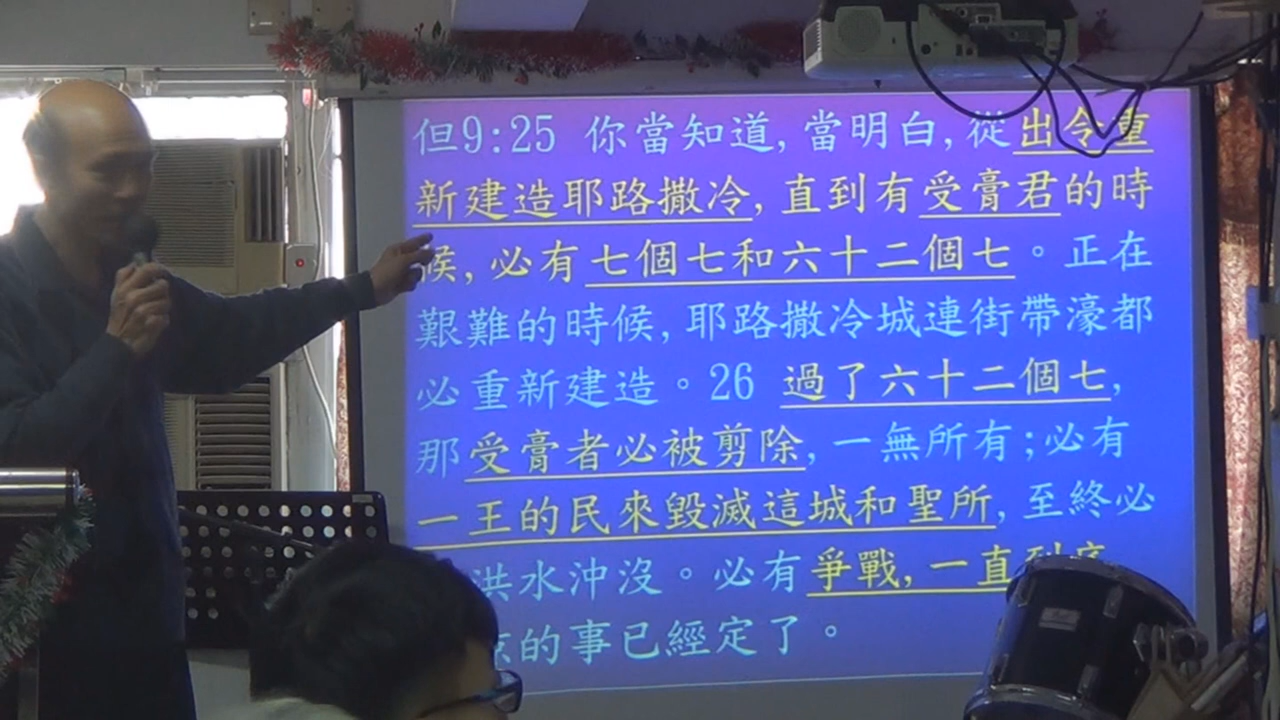 但9:25 你當知道,當明白,從出令重
新建造耶路撒冷,直到有受膏君的時
候,必有七個七和六十二個七。正在
艱難的時候,耶路撒冷城連街帶濠都
必重新建造。26 過了六十二個七,
那受膏者必被剪除,一無所有;必有
一王的民來毀滅這城和聖所,至終必
洪水沖沒。必有爭戰,一直到
的事已經定了。